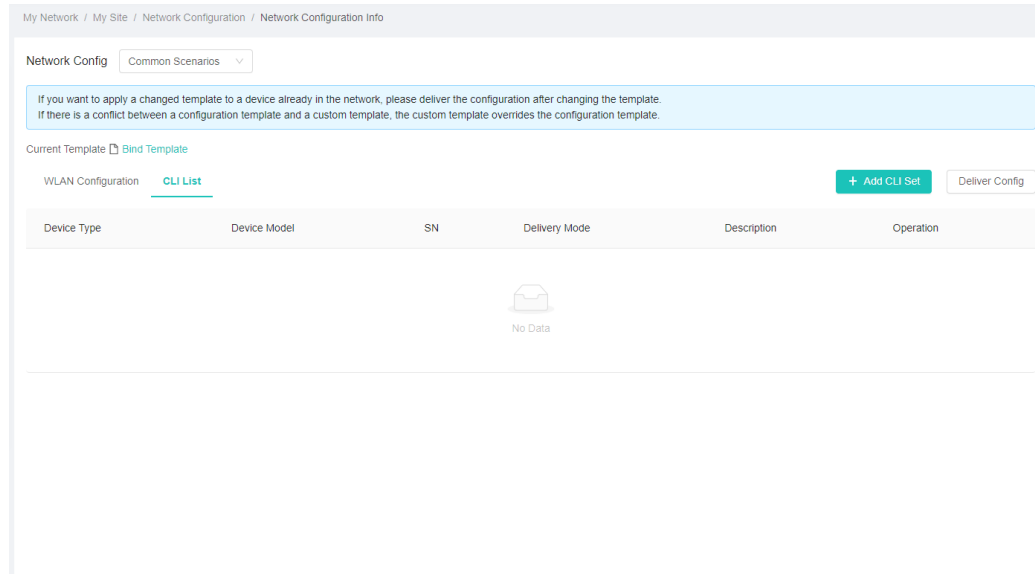 My Network / My Site / Network Configuration / Network Configuration Info
Network Config Common Scenarios
If you want to apply a changed template to a device already in the network, please deliver the configuration after changing the template.
If there is a conflict between a configuration template and a custom template, the custom template overrides the configuration template.
Current Template Bind Template
WLAN Configuration CLI List + Add CLI Set Deliver Config
Device Type Device Model SN Delivery Mode Description Operation
No Data